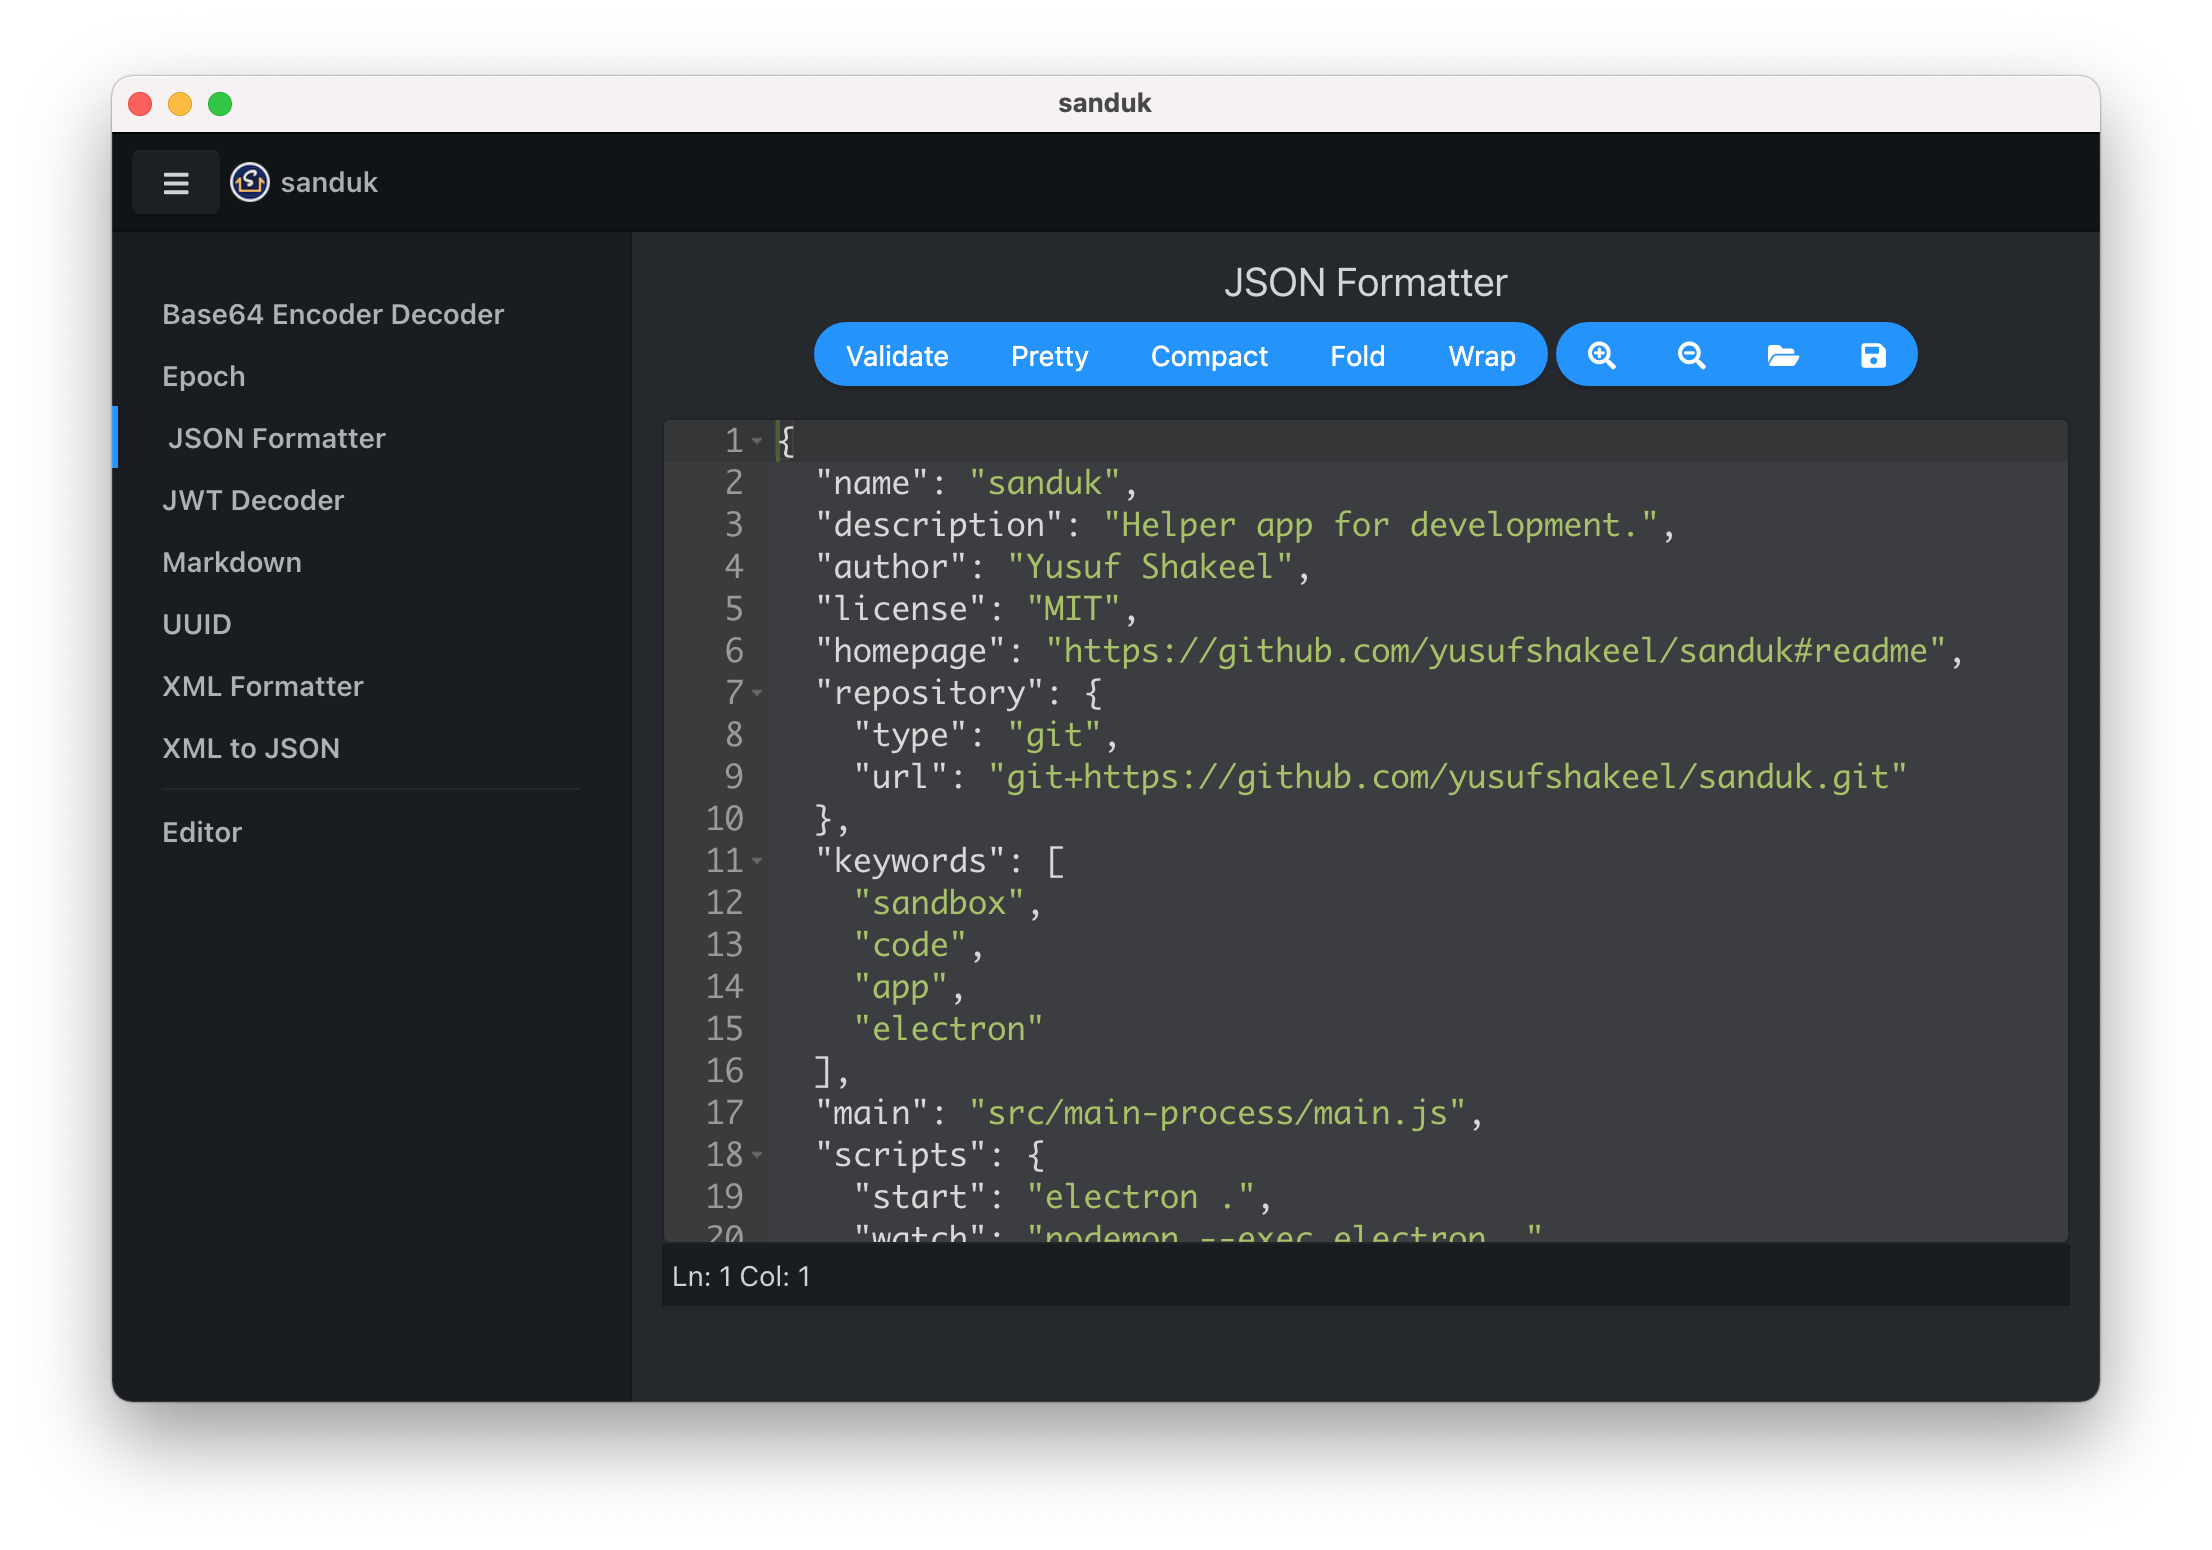 sanduk
sanduk
Base64 Encoder Decoder
Epoch
JSON Formatter
JWT Decoder
Markdown
UUID
XML Formatter
XML to JSON
Editor
JSON Formatter
Validate Pretty Compact Fold Wrap
1 {
2 "name": "sanduk",
3 "description": "Helper app for development.",
4 "author": "Yusuf Shakeel",
5 "license": "MIT",
6 "homepage": "https://github.com/yusufshakeel/sanduk#readme",
7 "repository": {
8 "type": "git",
9 "url": "git+https://github.com/yusufshakeel/sanduk.git"
10 },
11 "keywords": [
12 "sandbox",
13 "code",
14 "app",
15 "electron"
16 ],
17 "main": "src/main-process/main.js",
18 "scripts": {
19 "start": "electron .",
20 "watch": "nodemon --exec electron ."
Ln: 1 Col: 1